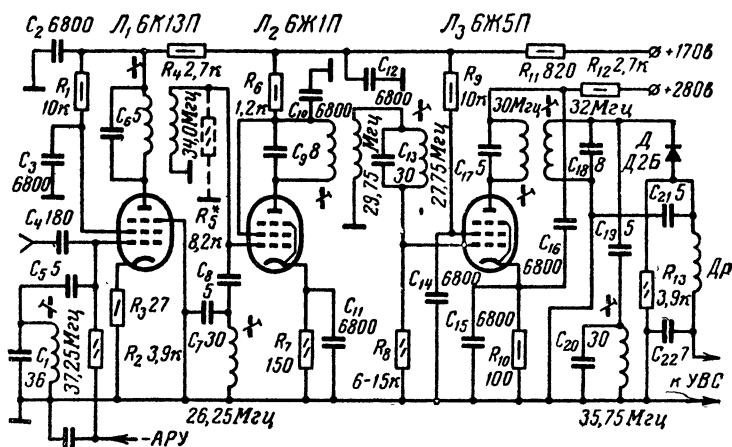 Л₁ 6К13П
Л₂ 6Ж1П
Л₃ 6Ж5П
C₂ 6800
R₄ 2,7к
C₁₂
6800
R₁₁ 820
+170в
R₁₂ 2,7к
+280в
R₁
10к
C₆ 5
34,0Мгц
R₆
1,2к
C₁₀ 6800
R₉
10к
30Мгц
32Мгц
C₃
6800
C₉ 8
29,75 Мгц
C₁₃
30
27,75 Мгц
C₁₇ 5
C₁₈ 8
Д
Д2Б
C₄ 180
R₅*
8,2к
C₂₁ 5
C₁₆
6800
C₁₉ 5
C₅ 5
R₃ 27
C₈
5
C₁₁
6800
C₁₄ 6800
R₁₃
3,9к
Др
C₁
36
37,25Мгц
R₂ 3,9к
C₇ 30
R₇
150
R₈
6-15к
C₁₅ 6800
R₁₀
100
C₂₀ 30
C₂₂ 7
26,25Мгц
35,75 Мгц
к УВС
-АРУ